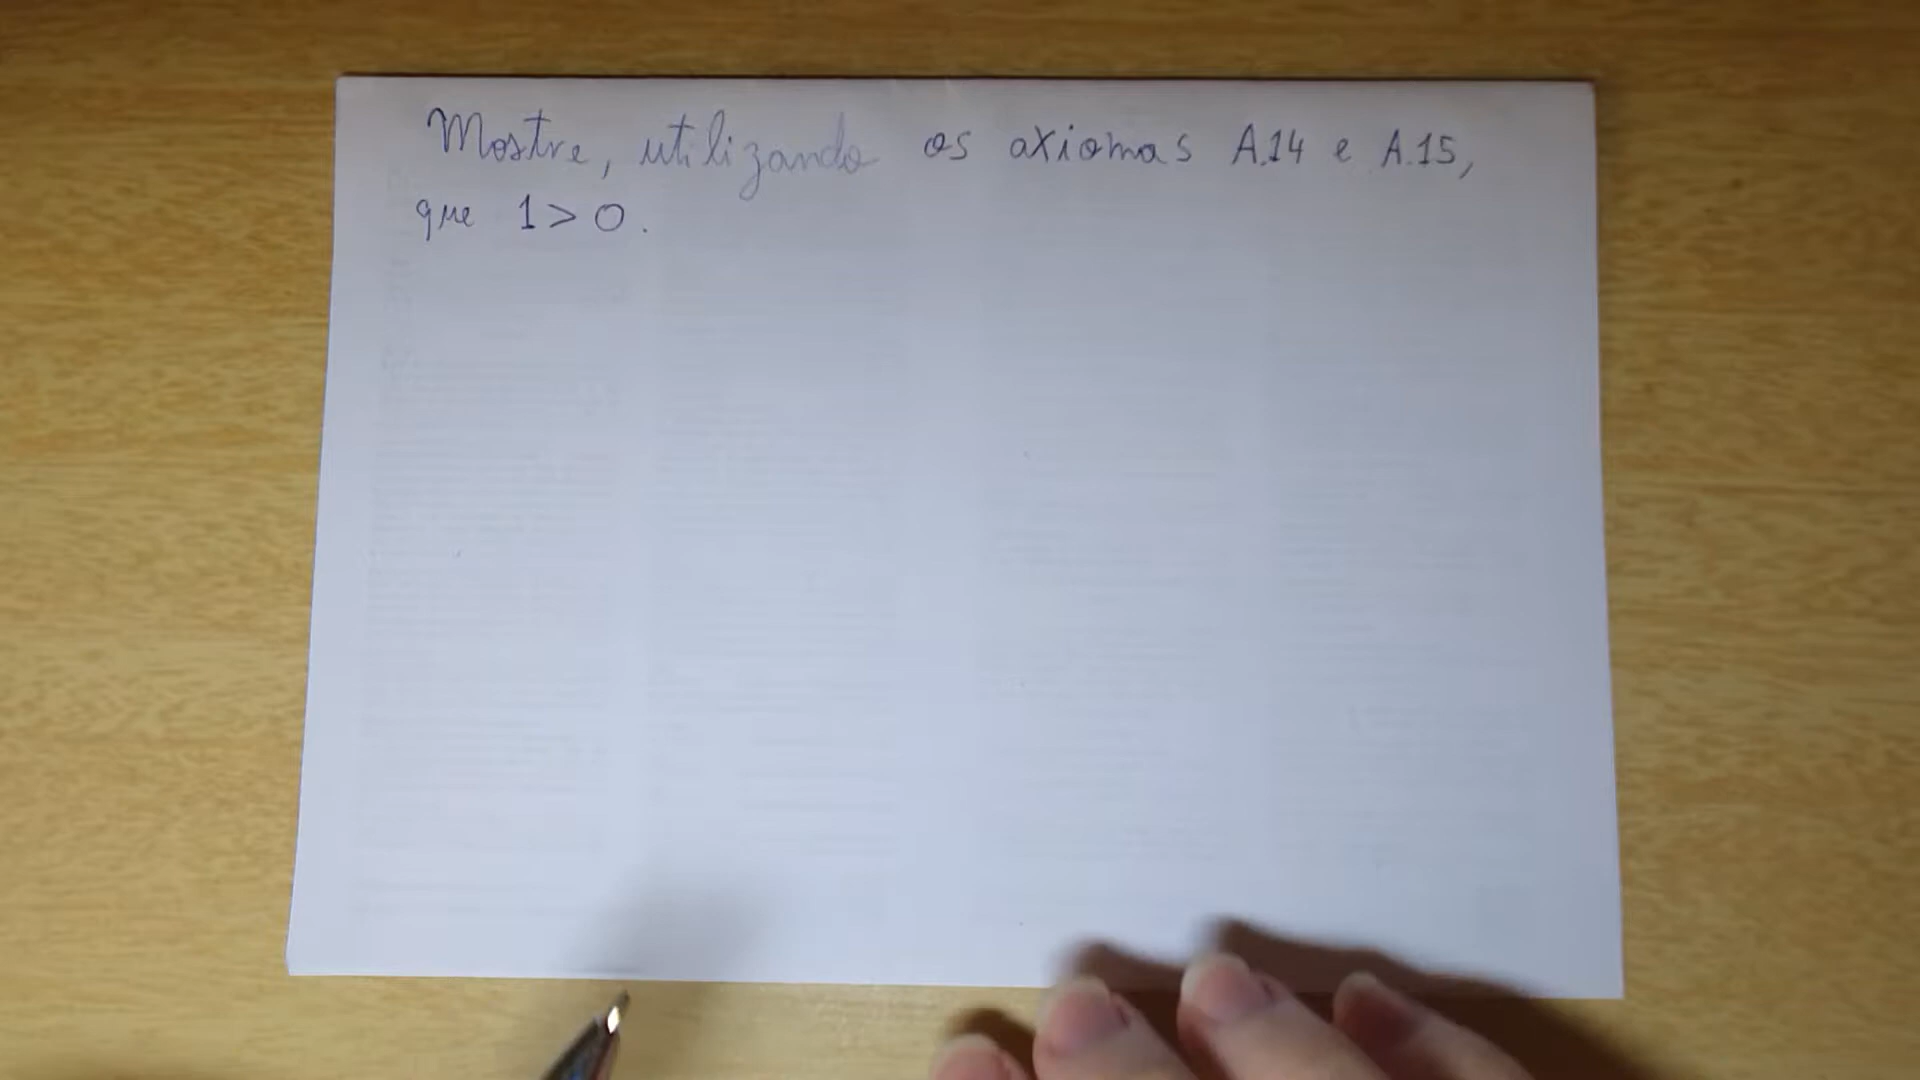 Mostre, utilizando os axiomas A.14 e A.15,
que 1 > 0.